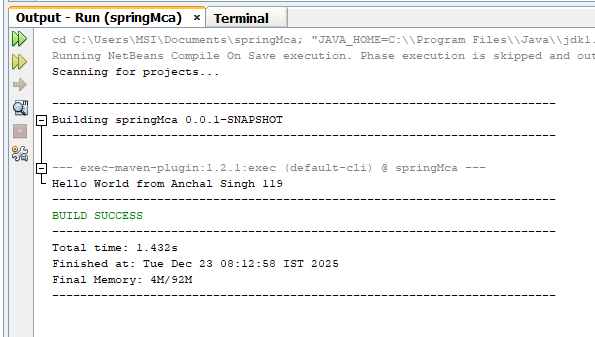 Output - Run (springMca) × Terminal
cd C:\Users\MSI\Documents\springMca; "JAVA_HOME=C:\\Program Files\\Java\\jdk1.
Running NetBeans Compile On Save execution. Phase execution is skipped and out
Scanning for projects...
------------------------------------------------------------------------
Building springMca 0.0.1-SNAPSHOT
------------------------------------------------------------------------
--- exec-maven-plugin:1.2.1:exec (default-cli) @ springMca ---
Hello World from Anchal Singh 119
------------------------------------------------------------------------
BUILD SUCCESS
------------------------------------------------------------------------
Total time: 1.432s
Finished at: Tue Dec 23 08:12:58 IST 2025
Final Memory: 4M/92M
------------------------------------------------------------------------